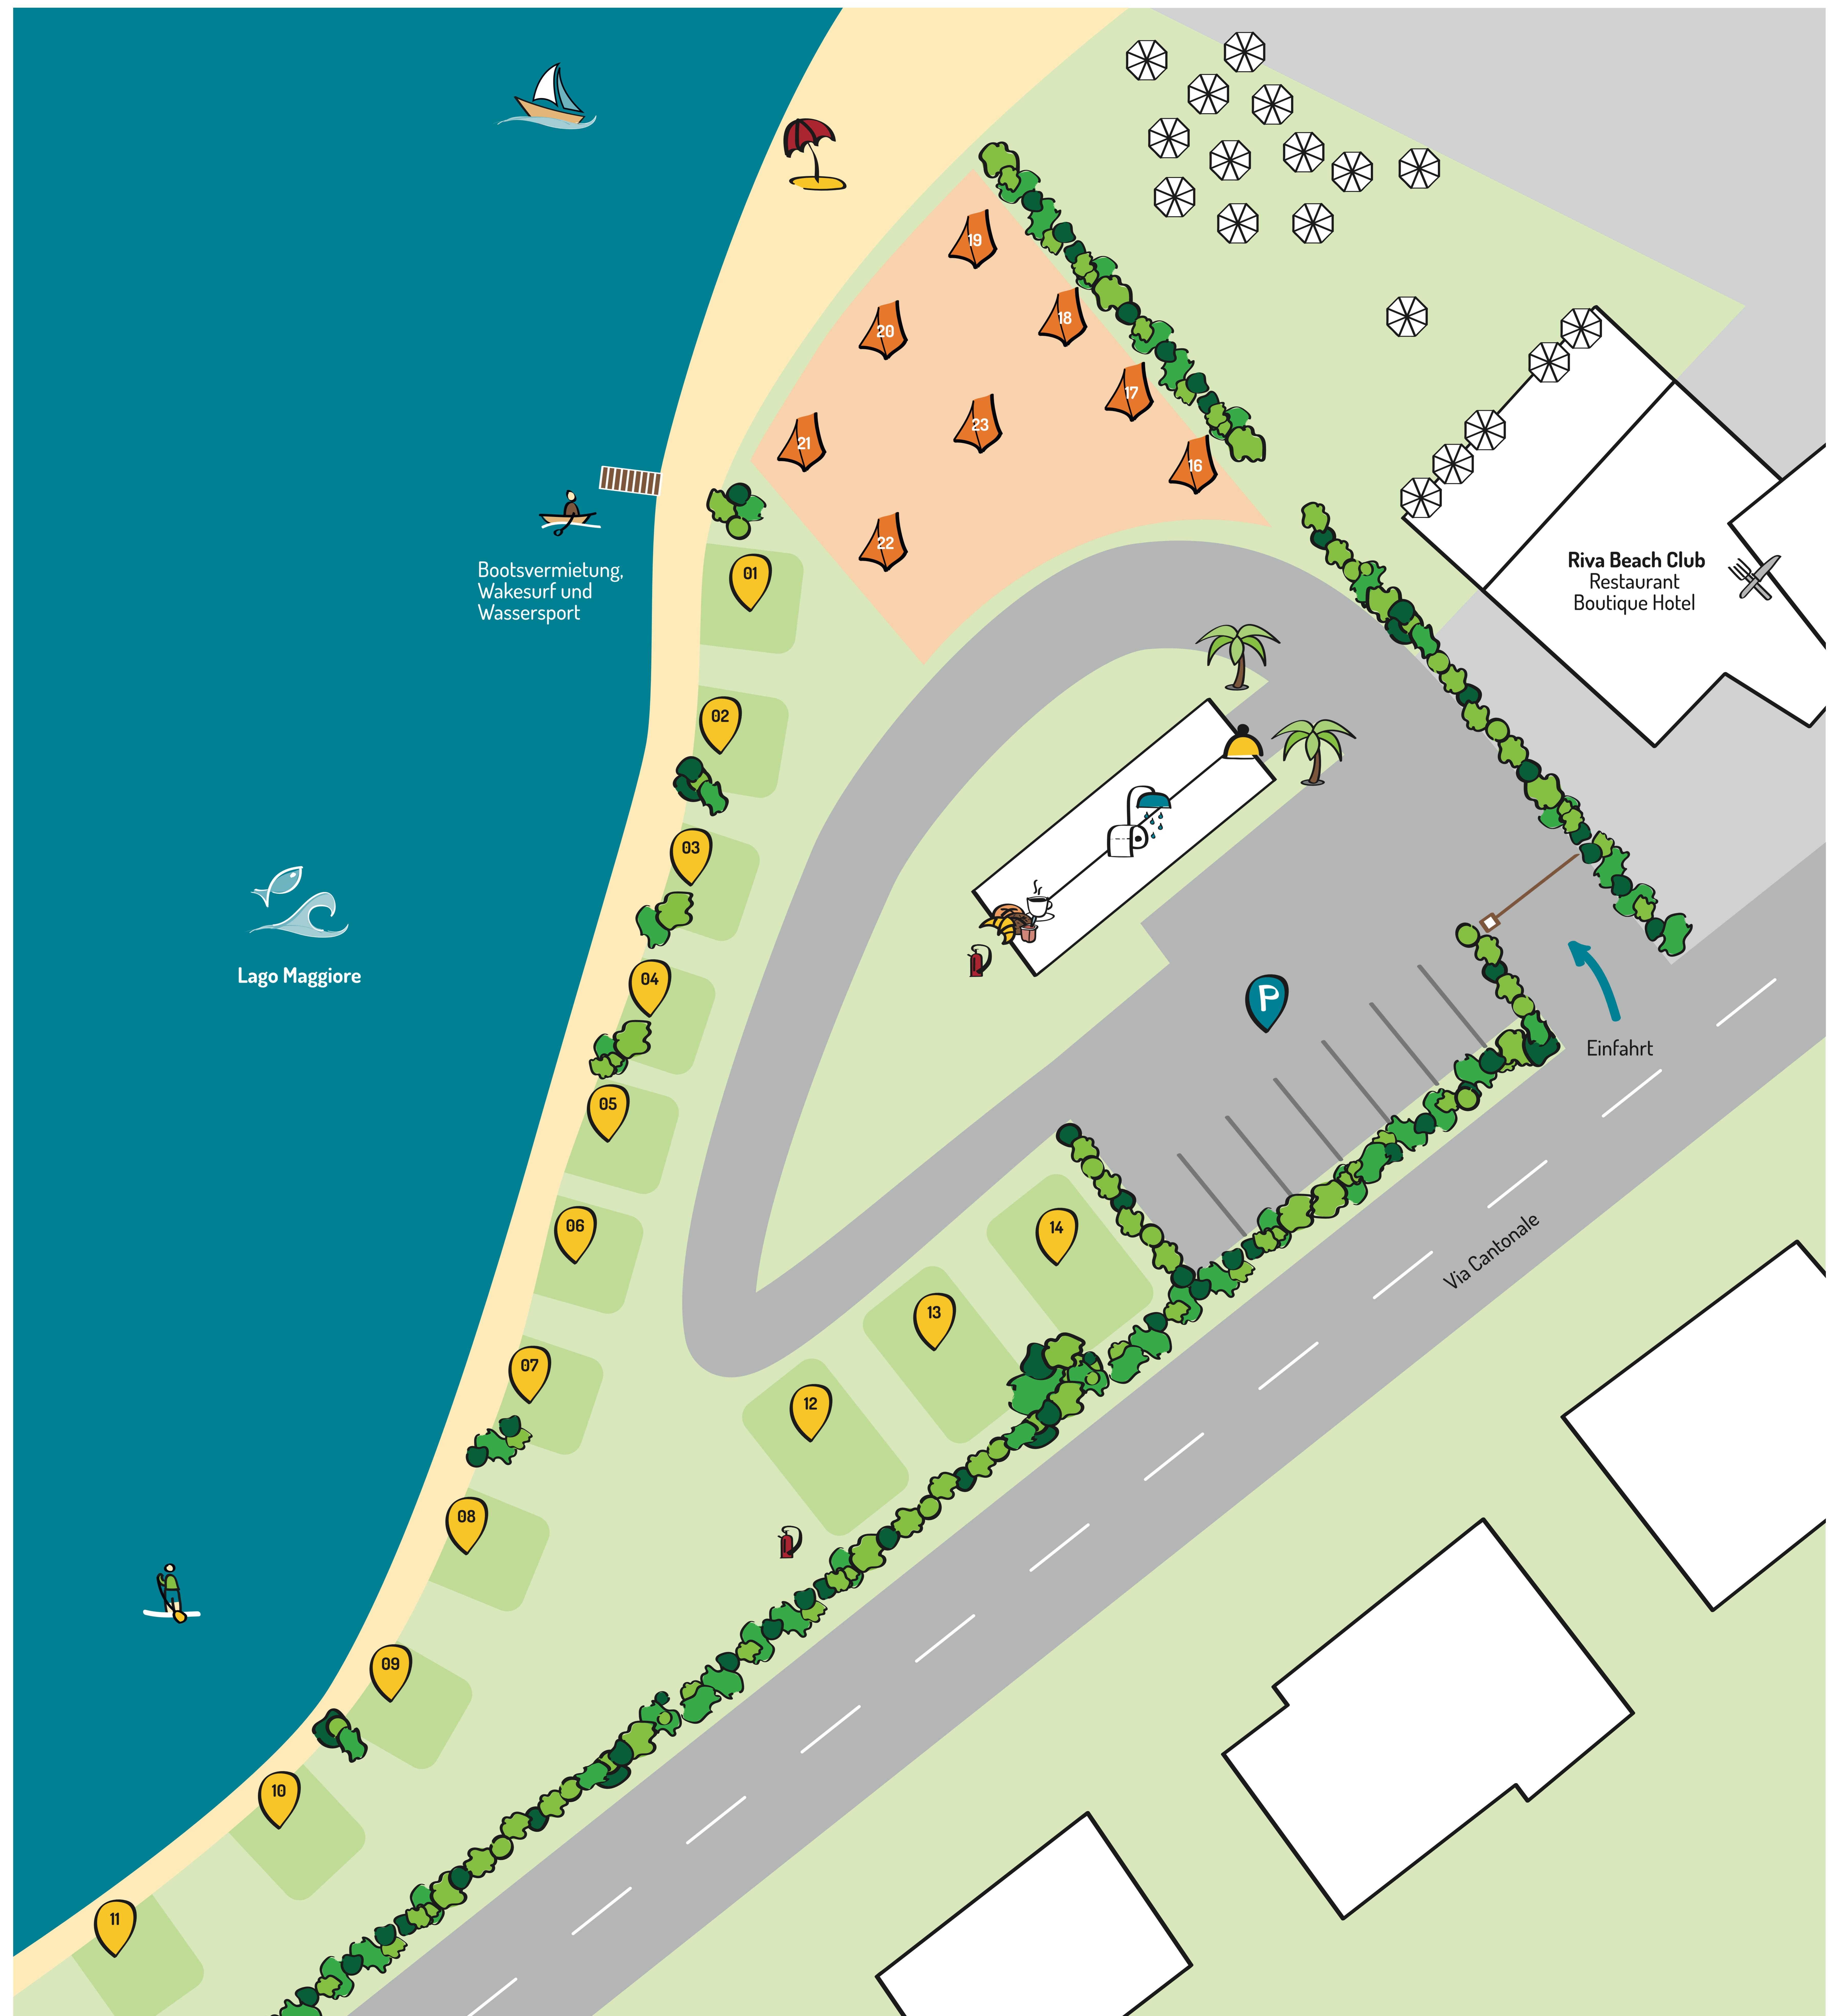 19
18
20
17
23
21
16
22
Bootsvermietung,
Wakesurf und
Wassersport
Riva Beach Club
Restaurant
Boutique Hotel
01
02
03
04
05
06
07
08
09
10
11
12
13
14
P
Lago Maggiore
Einfahrt
Via Cantonale